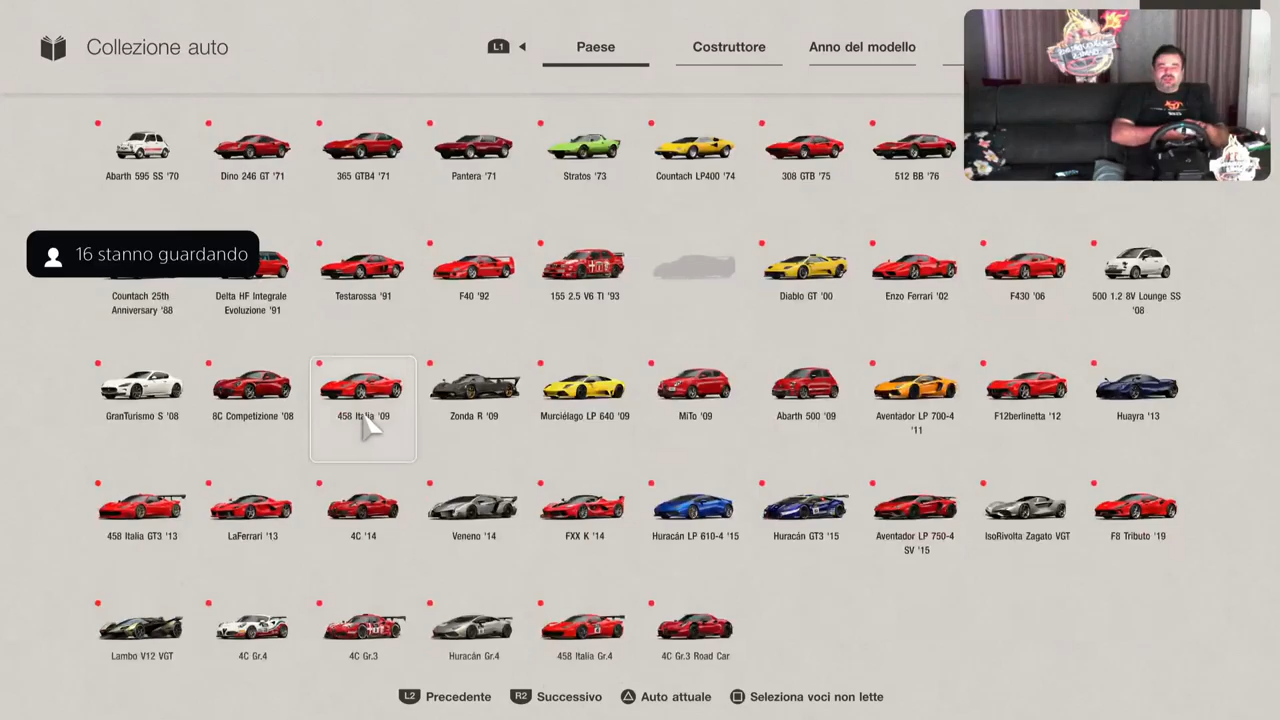 Collezione auto
L1
Paese
Costruttore
Anno del modello
Abarth 595 SS '70
Dino 246 GT '71
365 GTB4 '71
Pantera '71
Stratos '73
Countach LP400 '74
308 GTB '75
512 BB '76
16 stanno guardando
Countach 25th
Anniversary '88
Delta HF Integrale
Evoluzione '91
Testarossa '91
F40 '92
155 2.5 V6 TI '93
Diablo GT '00
Enzo Ferrari '02
F430 '06
500 1.2 8V Lounge SS
'08
GranTurismo S '08
8C Competizione '08
458 Italia '09
Zonda R '09
Murciélago LP 640 '09
MiTo '09
Abarth 500 '09
Aventador LP 700-4
'11
F12berlinetta '12
Huayra '13
458 Italia GT3 '13
LaFerrari '13
4C '14
Veneno '14
FXX K '14
Huracán LP 610-4 '15
Huracán GT3 '15
Aventador LP 750-4
SV '15
IsoRivolta Zagato VGT
F8 Tributo '19
Lambo V12 VGT
4C Gr.4
4C Gr.3
Huracán Gr.4
458 Italia Gr.4
4C Gr.3 Road Car
L2 Precedente
R2 Successivo
Auto attuale
Seleziona voci non lette